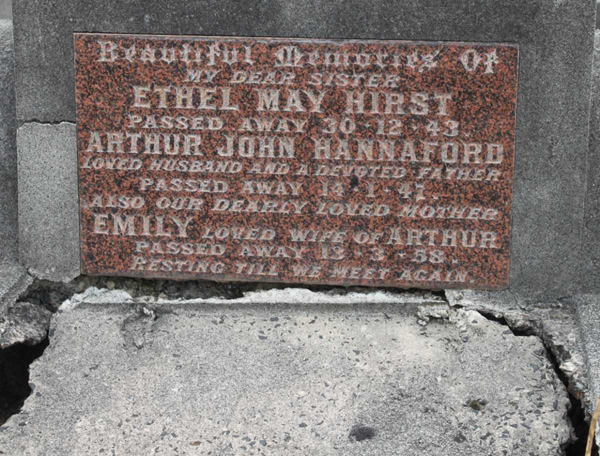 Beautiful Memories Of
MY DEAR SISTER
ETHEL MAY HIRST
PASSED AWAY 30-12-43.
ARTHUR JOHN HANNAFORD
LOVED HUSBAND AND A DEVOTED FATHER
PASSED AWAY 14-1-41.
ALSO OUR DEARLY LOVED MOTHER
EMILY LOVED WIFE OF ARTHUR
PASSED AWAY 12-3-58.
RESTING TILL WE MEET AGAIN.